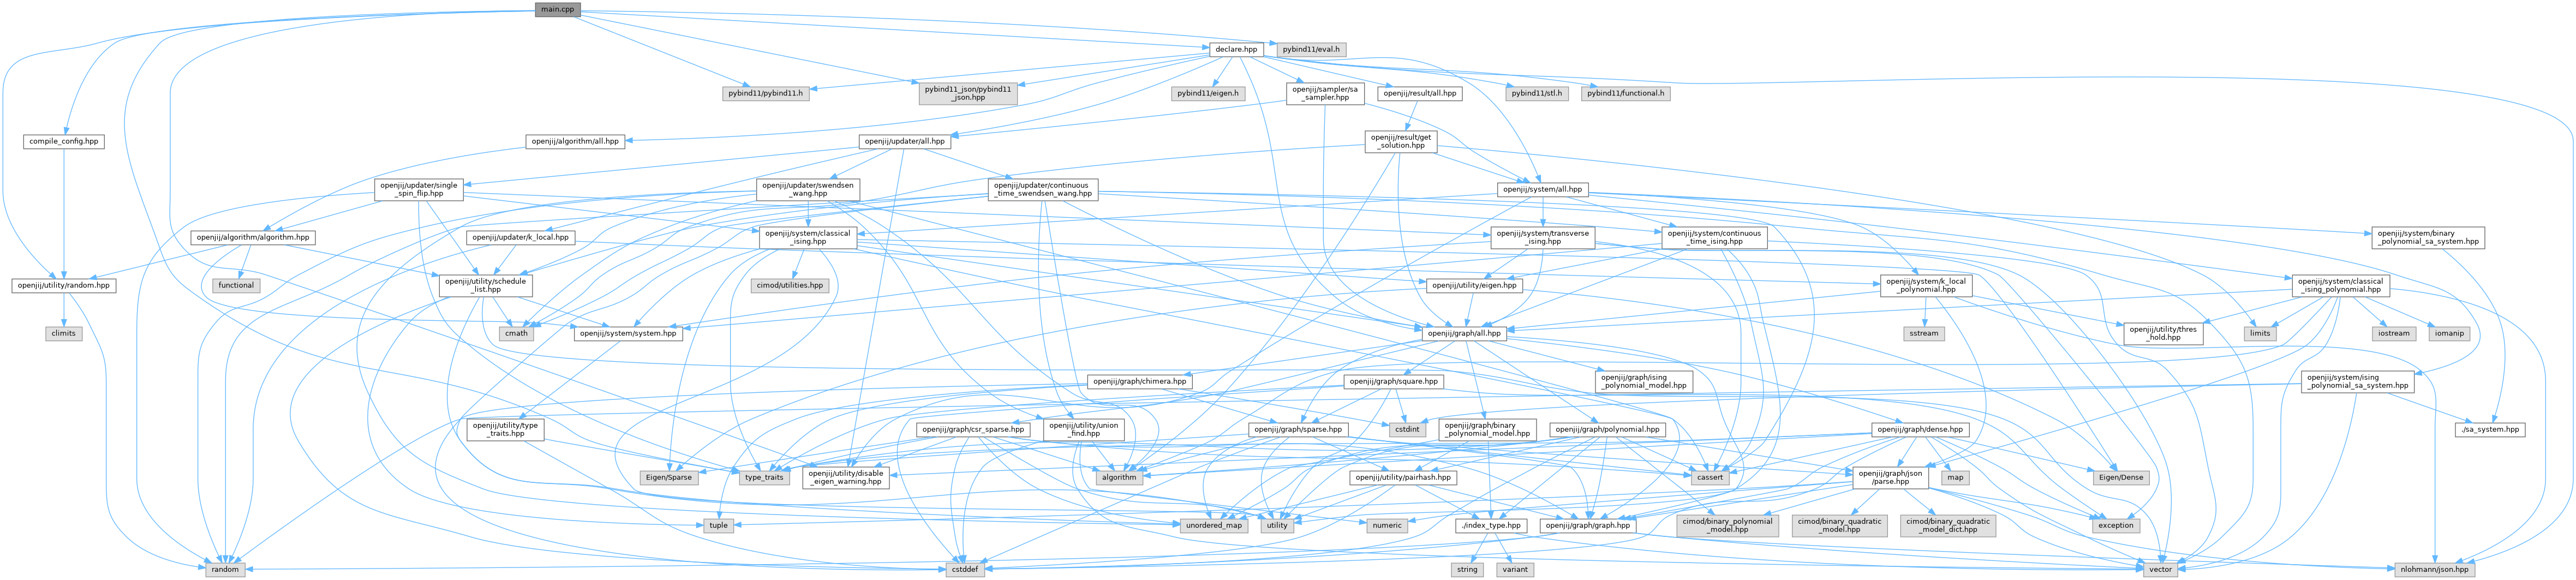 main.cpp
declare.hpp
pybind11/eval.h
pybind11/pybind11.h
pybind11_json/pybind11
_json.hpp
pybind11/eigen.h
openjij/sampler/sa
_sampler.hpp
openjij/result/all.hpp
pybind11/stl.h
pybind11/functional.h
compile_config.hpp
openjij/algorithm/all.hpp
openjij/updater/all.hpp
openjij/result/get
_solution.hpp
openjij/updater/single
_spin_flip.hpp
openjij/updater/swendsen
_wang.hpp
openjij/updater/continuous
_time_swendsen_wang.hpp
openjij/system/all.hpp
openjij/algorithm/algorithm.hpp
openjij/updater/k_local.hpp
openjij/system/classical
_ising.hpp
openjij/system/transverse
_ising.hpp
openjij/system/continuous
_time_ising.hpp
openjij/system/binary
_polynomial_sa_system.hpp
openjij/utility/random.hpp
functional
openjij/utility/schedule
_list.hpp
cimod/utilities.hpp
openjij/utility/eigen.hpp
openjij/system/k_local
_polynomial.hpp
openjij/system/classical
_ising_polynomial.hpp
climits
cmath
openjij/system/system.hpp
openjij/graph/all.hpp
sstream
openjij/utility/thres
_hold.hpp
limits
iostream
iomanip
openjij/graph/chimera.hpp
openjij/graph/square.hpp
openjij/graph/ising
_polynomial_model.hpp
openjij/system/ising
_polynomial_sa_system.hpp
openjij/utility/type
_traits.hpp
openjij/graph/csr_sparse.hpp
openjij/utility/union
_find.hpp
openjij/graph/sparse.hpp
cstdint
openjij/graph/binary
_polynomial_model.hpp
openjij/graph/polynomial.hpp
openjij/graph/dense.hpp
./sa_system.hpp
Eigen/Sparse
type_traits
openjij/utility/disable
_eigen_warning.hpp
algorithm
openjij/utility/pairhash.hpp
cassert
openjij/graph/json
/parse.hpp
map
Eigen/Dense
tuple
unordered_map
utility
numeric
./index_type.hpp
openjij/graph/graph.hpp
cimod/binary_polynomial
_model.hpp
cimod/binary_quadratic
_model.hpp
cimod/binary_quadratic
_model_dict.hpp
exception
random
cstddef
string
variant
vector
nlohmann/json.hpp